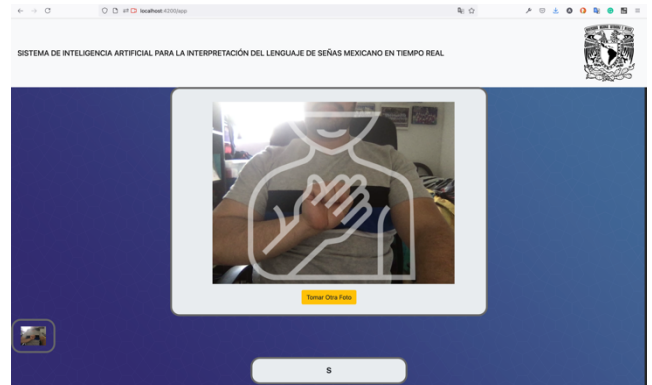 localhost:4200/app
SISTEMA DE INTELIGENCIA ARTIFICIAL PARA LA INTERPRETACIÓN DEL LENGUAJE DE SEÑAS MEXICANO EN TIEMPO REAL
Tomar Otra Foto
S